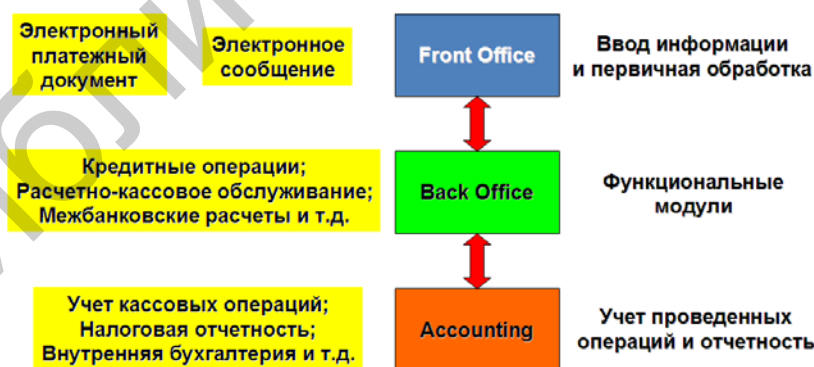 Электронный
платежный
документ
Электронное
сообщение
Front Office
Ввод информации
и первичная обработка
Кредитные операции;
Расчетно-кассовое обслуживание;
Межбанковские расчеты и т.д.
Back Office
Функциональные
модули
Учет кассовых операций;
Налоговая отчетность;
Внутренняя бухгалтерия и т.д.
Accounting
Учет проведенных
операций и отчетность